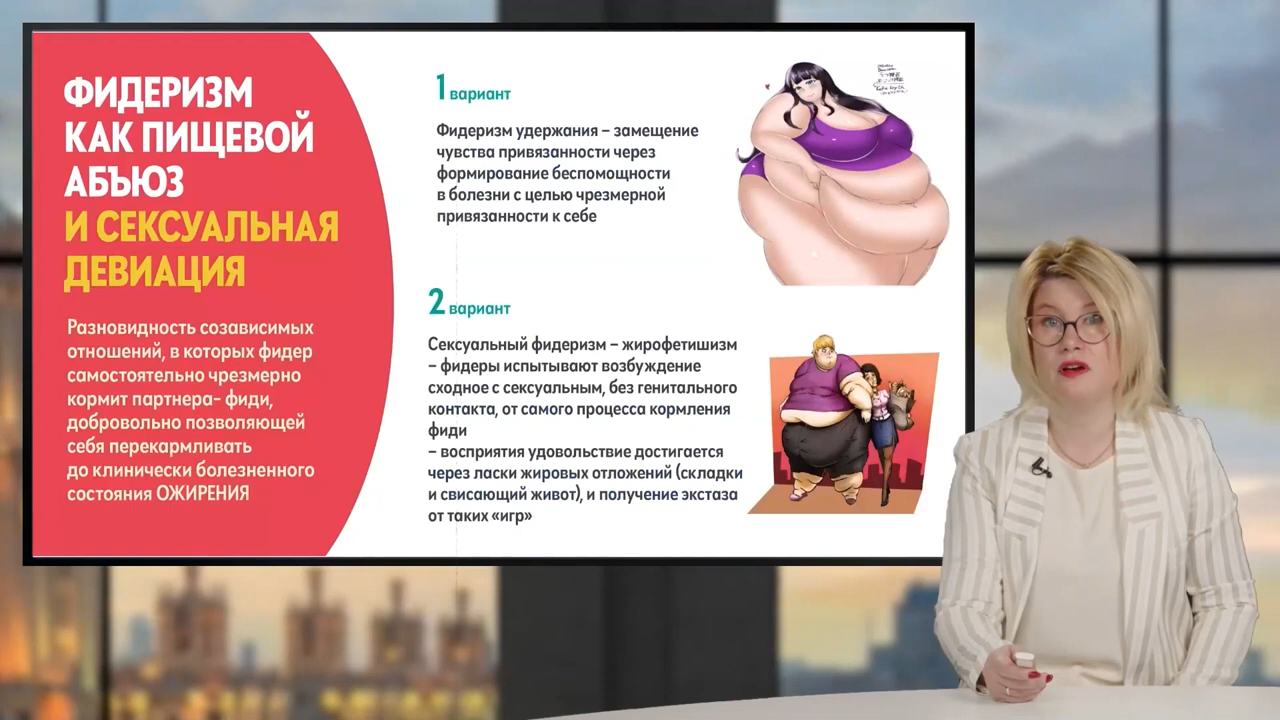 ФИДЕРИЗМ
КАК ПИЩЕВОЙ
АБЪЮЗ
И СЕКСУАЛЬНАЯ
ДЕВИАЦИЯ
Разновидность созависимых
отношений, в которых фидер
самостоятельно чрезмерно
кормит партнера- фиди,
добровольно позволяющей
себя перекармливать
до клинически болезненного
состояния ОЖИРЕНИЯ
1 вариант
Фидеризм удержания – замещение
чувства привязанности через
формирование беспомощности
в болезни с целью чрезмерной
привязанности к себе
2 вариант
Сексуальный фидеризм – жирофетишизм
– фидеры испытывают возбуждение
сходное с сексуальным, без генитального
контакта, от самого процесса кормления
фиди
– восприятия удовольствие достигается
через ласки жировых отложений (складки
и свисающий живот), и получение экстаза
от таких «игр»